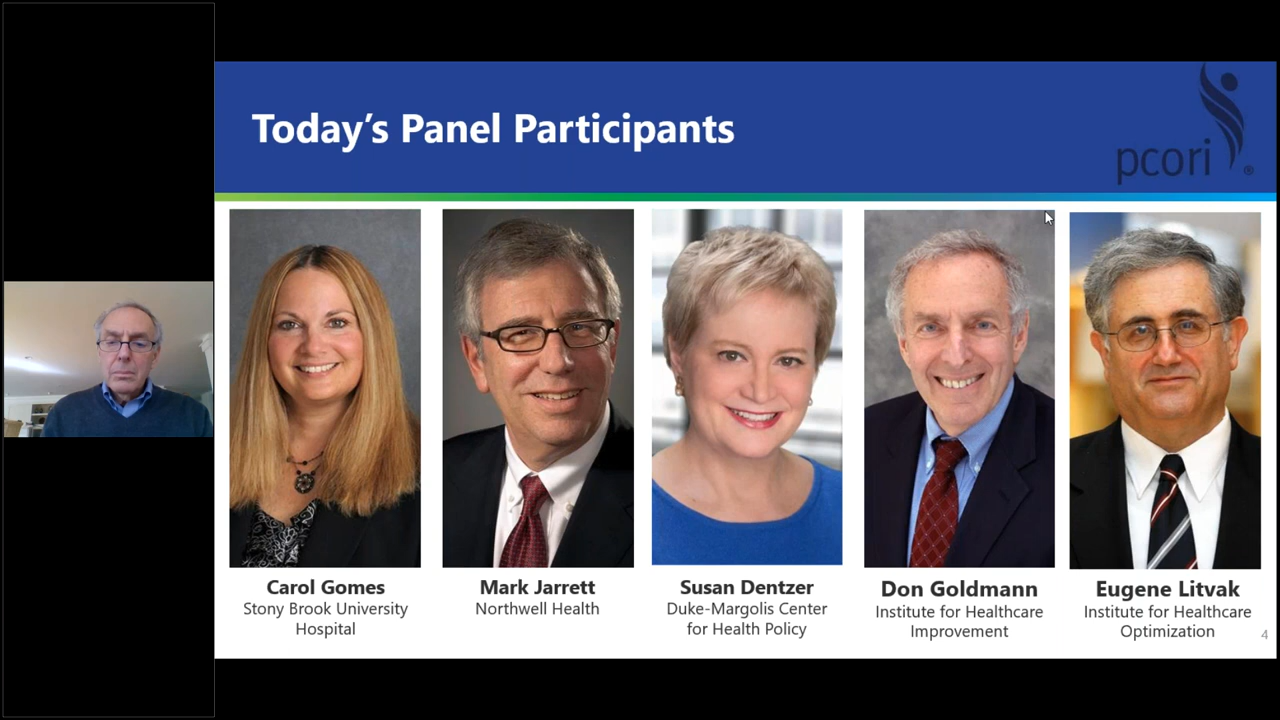 Today's Panel Participants
pcori
®
Carol Gomes
Stony Brook University
Hospital
Mark Jarrett
Northwell Health
Susan Dentzer
Duke-Margolis Center
for Health Policy
Don Goldmann
Institute for Healthcare
Improvement
Eugene Litvak
Institute for Healthcare
Optimization
4